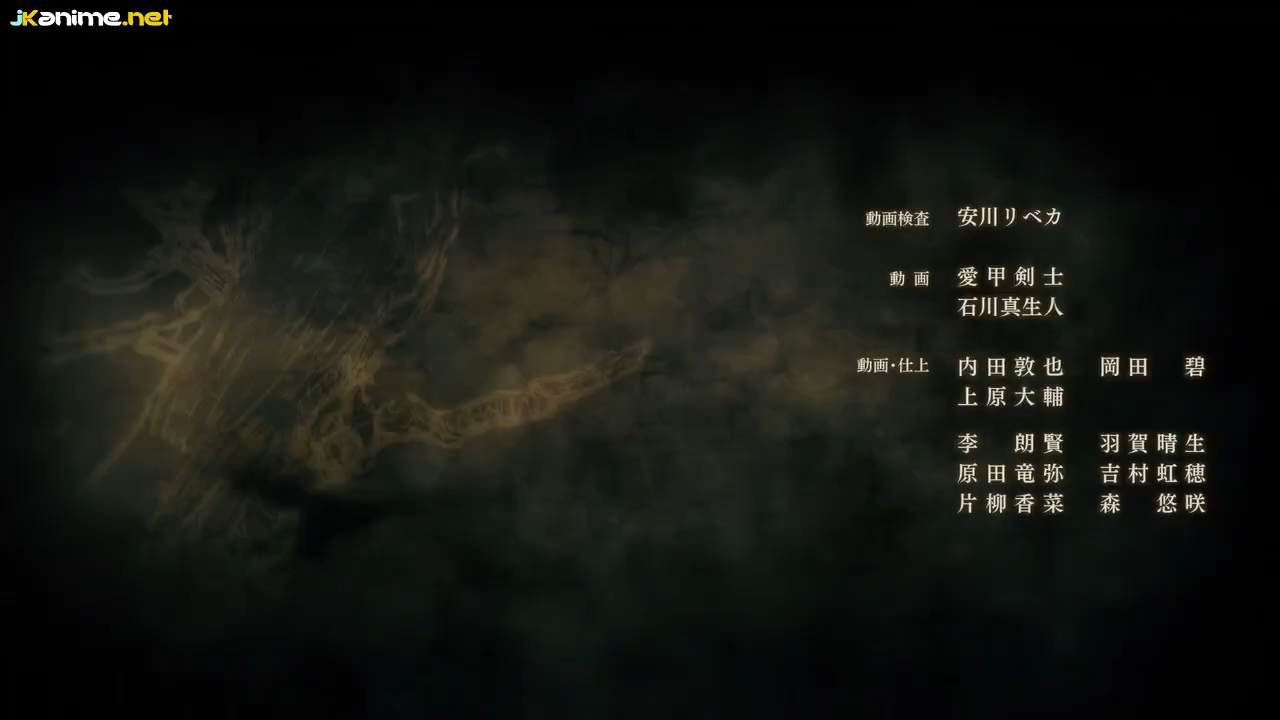 jkanime.net
動画検査 安川リベカ
動画 愛甲剣士
石川真生人
動画・仕上 内田敦也 岡田 碧
上原大輔
李 朗賢 羽賀晴生
原田竜弥 吉村虹穂
片柳香菜 森 悠咲